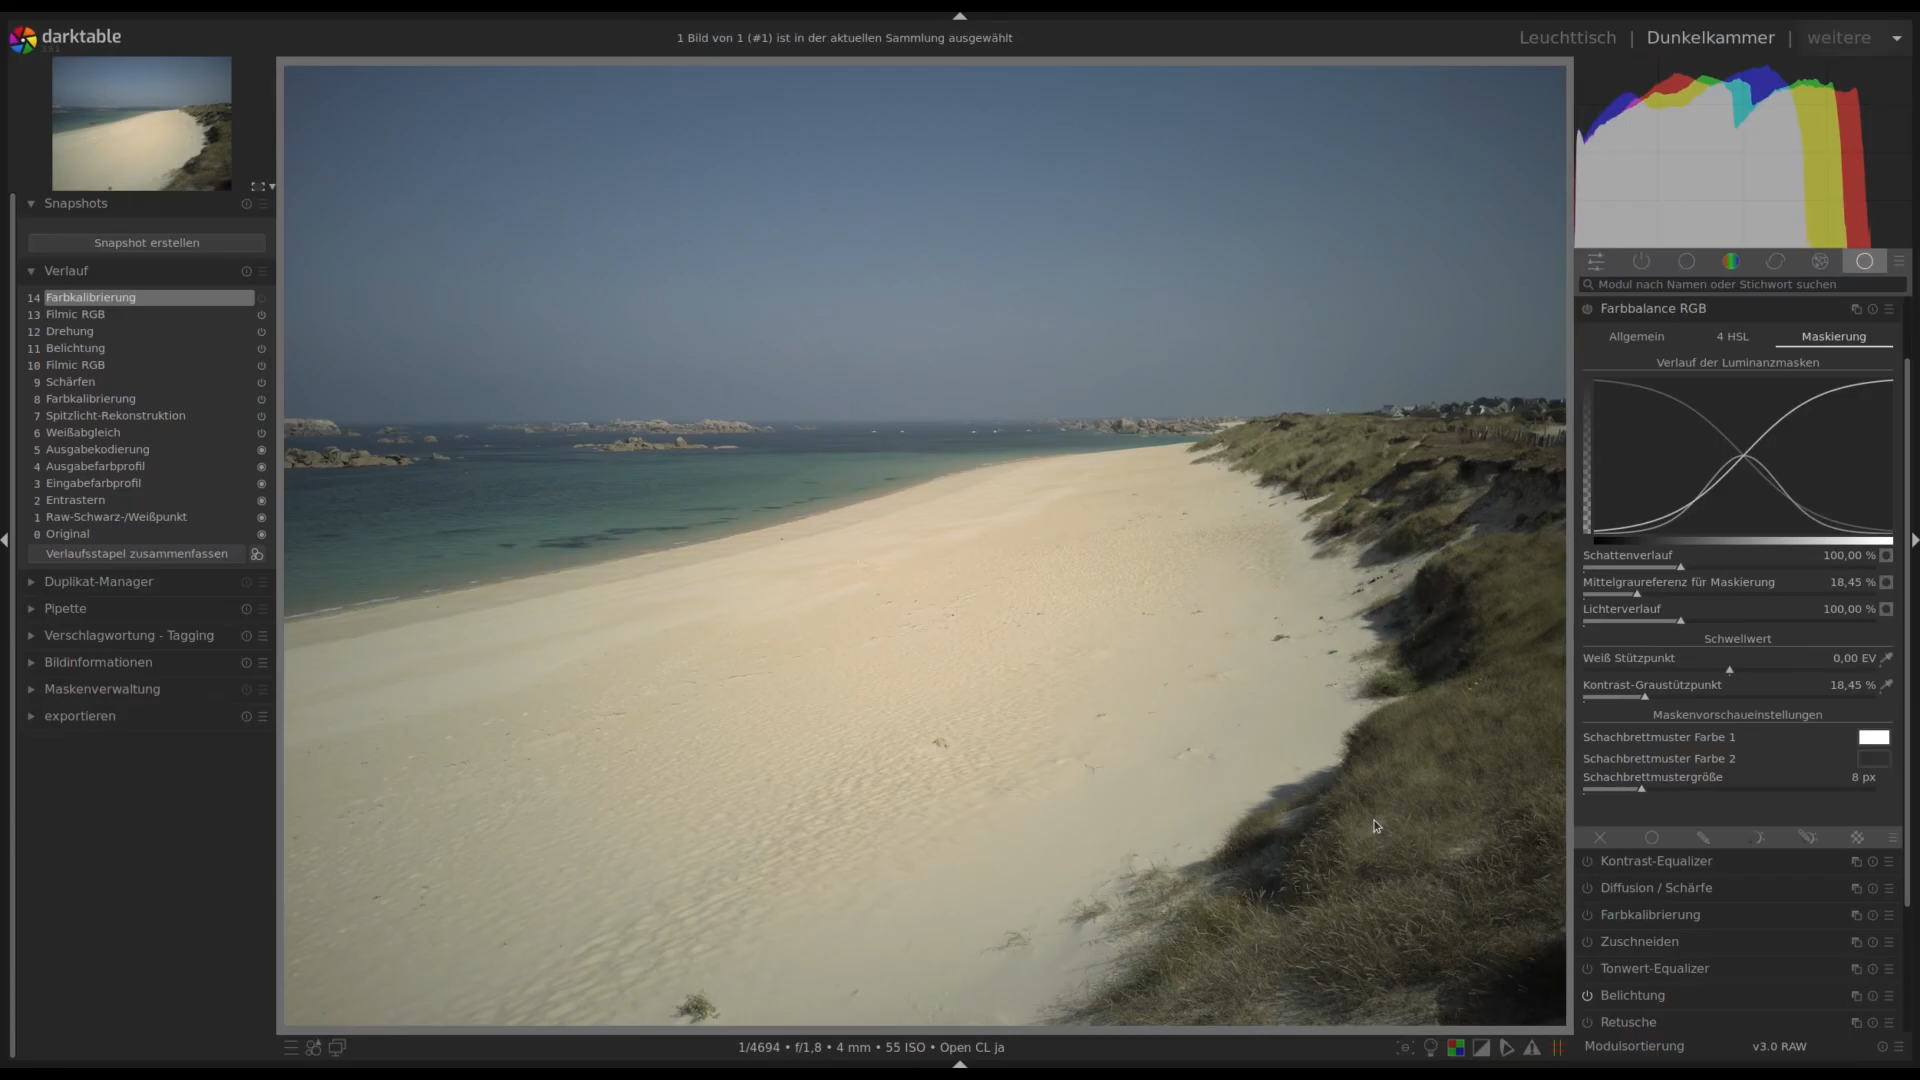 darktable
1 Bild von 1 (#1) ist in der aktuellen Sammlung ausgewählt
Leuchttisch | Dunkelkammer | weitere
Snapshots
Snapshot erstellen
Verlauf
14 Farbkalibrierung
13 Filmic RGB
12 Drehung
11 Belichtung
10 Filmic RGB
9 Schärfen
8 Farbkalibrierung
7 Spitzlicht-Rekonstruktion
6 Weißabgleich
5 Ausgabekodierung
4 Ausgabefarbprofil
3 Eingabefarbprofil
2 Entrastern
1 Raw-Schwarz-/Weißpunkt
0 Original
Verlaufsstapel zusammenfassen
Duplikat-Manager
Pipette
Verschlagwortung - Tagging
Bildinformationen
Maskenverwaltung
exportieren
1/4694 • f/1,8 • 4 mm • 55 ISO • Open CL ja
Modul nach Namen oder Stichwort suchen
Farbbalance RGB
Allgemein 4 HSL Maskierung
Verlauf der Luminanzmasken
Schattenverlauf 100,00 %
Mittelgraureferenz für Maskierung 18,45 %
Lichterverlauf 100,00 %
Schwellwert
Weiß Stützpunkt 0,00 EV
Kontrast-Graustützpunkt 18,45 %
Maskenvorschaueinstellungen
Schachbrettmuster Farbe 1
Schachbrettmuster Farbe 2
Schachbrettmustergröße 8 px
Kontrast-Equalizer
Diffusion / Schärfe
Farbkalibrierung
Zuschneiden
Tonwert-Equalizer
Belichtung
Retusche
Modulsortierung v3.0 RAW